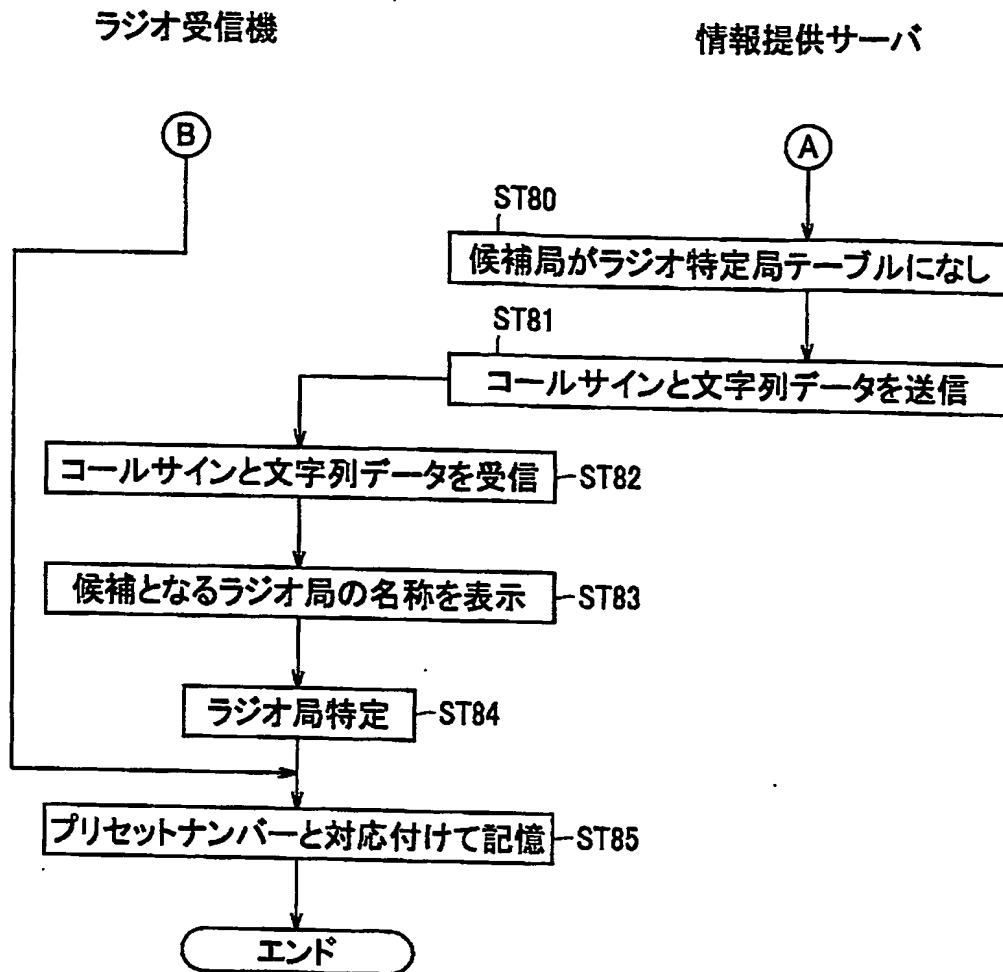 ラジオ受信機
情報提供サーバ
B
A
ST80
候補局がラジオ特定局テーブルになし
ST81
コールサインと文字列データを送信
コールサインと文字列データを受信
ST82
候補となるラジオ局の名称を表示
ST83
ラジオ局特定
ST84
プリセットナンバーと対応付けて記憶
ST85
エンド